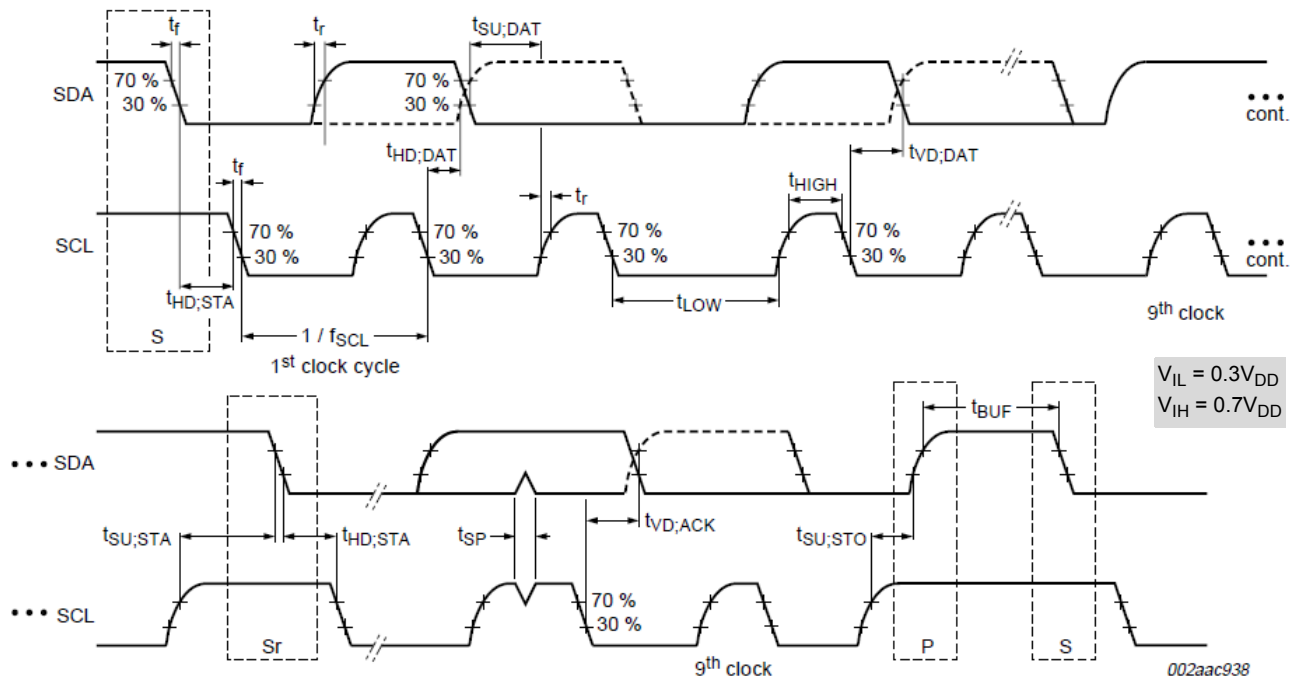 tf tr tSU;DAT
70 % 70 %
SDA
30 % 30 %
cont.
tHD;DAT tVD;DAT
tf tHIGH
tr
70 % 70 % 70 %
SCL
30 % 30 % 30 %
cont.
tHD;STA tLOW
S 1 / fSCL 9th clock
1st clock cycle
VIL = 0.3VDD
VIH = 0.7VDD
tBUF
SDA
tSU;STA tHD;STA tSP tVD;ACK tSU;STO
70 %
SCL
30 %
Sr P S
9th clock
002aac938